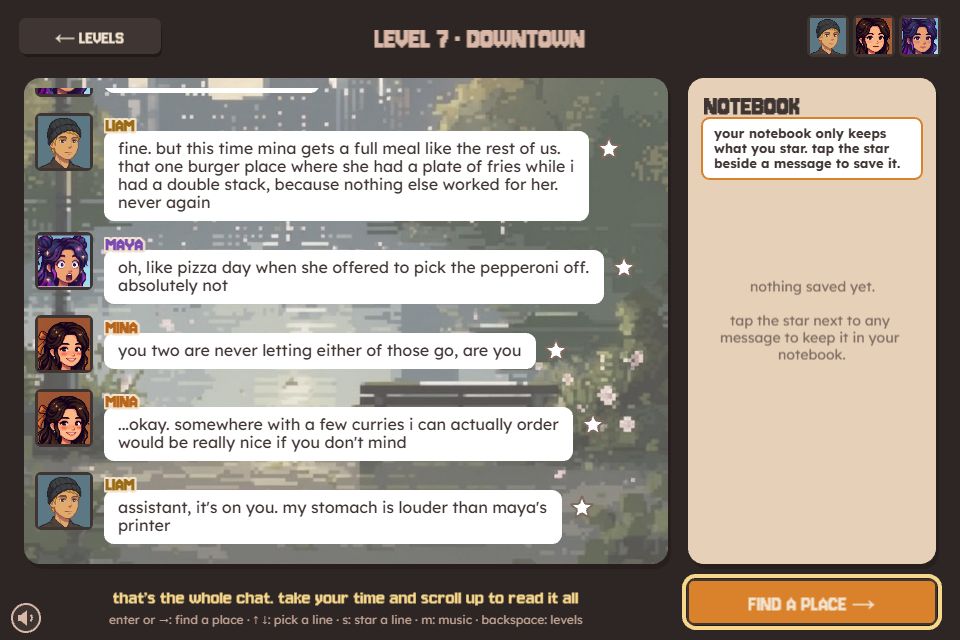 ← LEVELS
LEVEL 7 · DOWNTOWN
LIAM
fine. but this time mina gets a full meal like the rest of us.
that one burger place where she had a plate of fries while i
had a double stack, because nothing else worked for her.
never again
MAYA
oh, like pizza day when she offered to pick the pepperoni off.
absolutely not
MINA
you two are never letting either of those go, are you
MINA
...okay. somewhere with a few curries i can actually order
would be really nice if you don't mind
LIAM
assistant, it's on you. my stomach is louder than maya's
printer
NOTEBOOK
your notebook only keeps
what you star. tap the star
beside a message to save it.
nothing saved yet.
tap the star next to any
message to keep it in your
notebook.
that's the whole chat. take your time and scroll up to read it all
enter or →: find a place · ↑ ↓: pick a line · s: star a line · m: music · backspace: levels
FIND A PLACE →